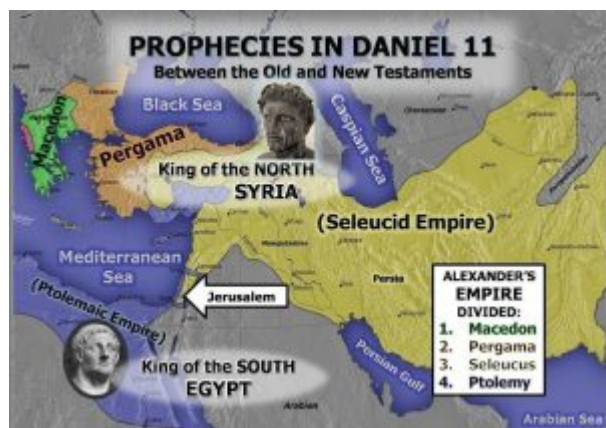 PROPHECIES IN DANIEL 11
Between the Old and New Testaments
Black Sea
Caspian Sea
Macedon
Pergama
King of the NORTH
SYRIA
(Seleucid Empire)
Mediterranean
Sea
(Ptolemaic Empire)
Jerusalem
Persia
ALEXANDER'S
EMPIRE
DIVIDED:
1. Macedon
2. Pergama
3. Seleucus
4. Ptolemy
King of the SOUTH
EGYPT
Persian Gulf
Arabian
Arabian Sea